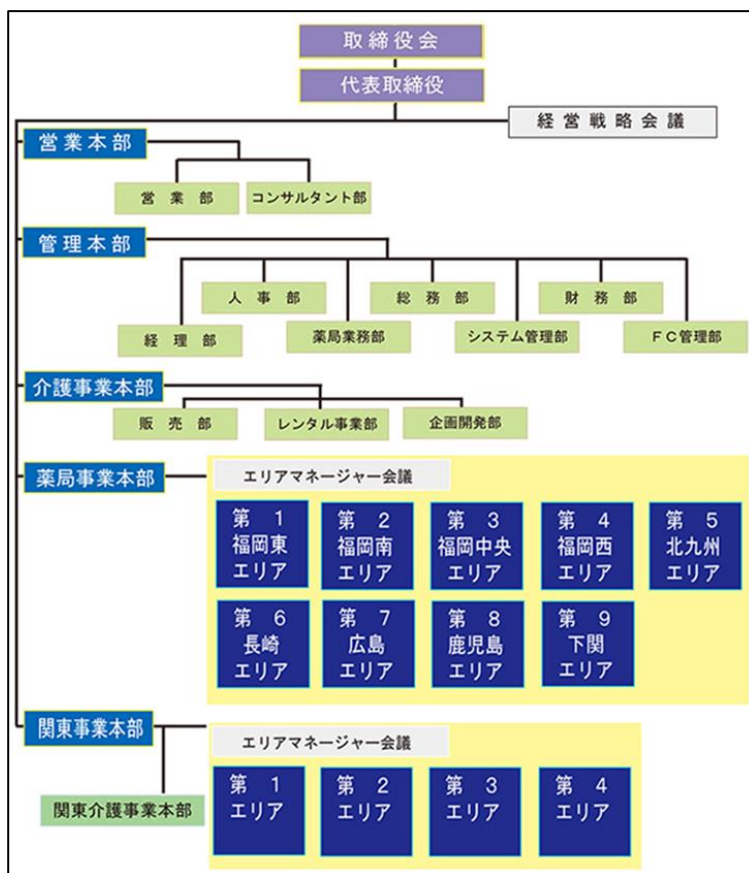 取締役会
代表取締役
経営戦略会議
営業本部
営業部
コンサルタント部
管理本部
人事部
総務部
財務部
経理部
薬局業務部
システム管理部
FC管理部
介護事業本部
販売部
レンタル事業部
企画開発部
薬局事業本部
エリアマネージャー会議
第 1
福岡東
エリア
第 2
福岡南
エリア
第 3
福岡中央
エリア
第 4
福岡西
エリア
第 5
北九州
エリア
第 6
長崎
エリア
第 7
広島
エリア
第 8
鹿児島
エリア
第 9
下関
エリア
関東事業本部
エリアマネージャー会議
関東介護事業本部
第 1
エリア
第 2
エリア
第 3
エリア
第 4
エリア